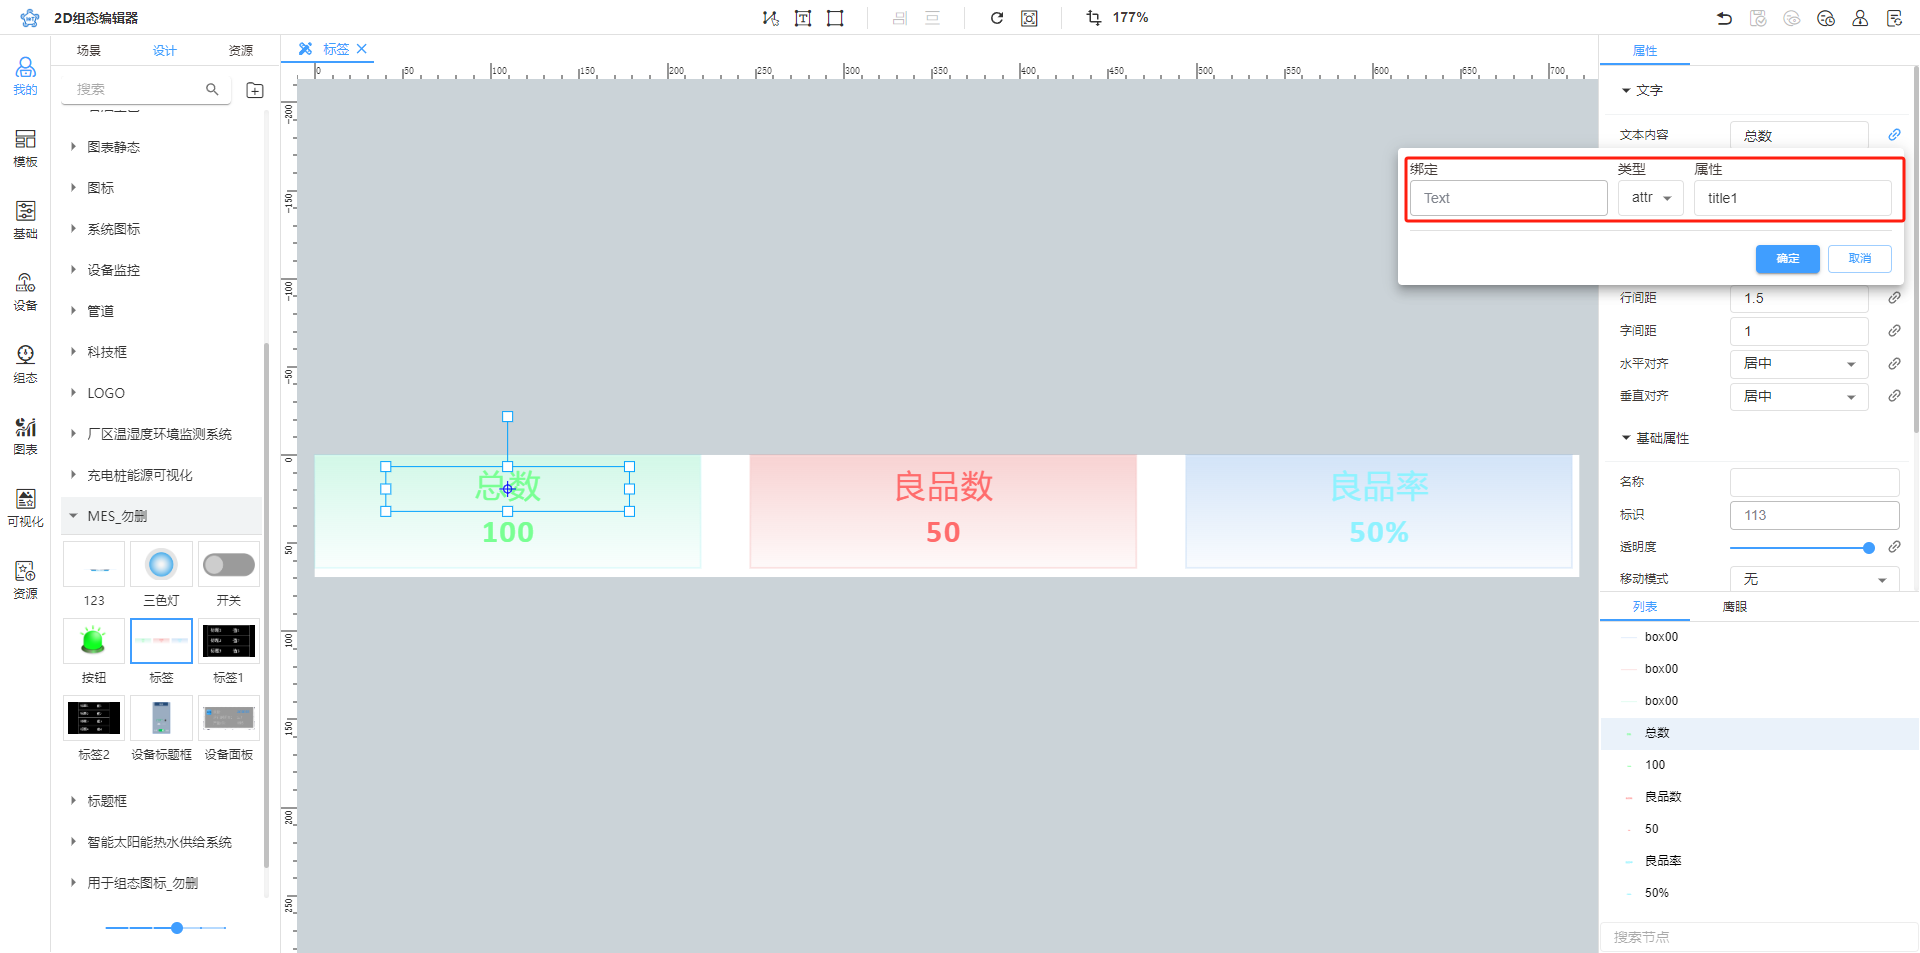 2D组态编辑器
177%
我的
模板
基础
设备
组态
图表
可视化
资源
场景
设计
资源
搜索
图表静态
图标
系统图标
设备监控
管道
科技框
LOGO
厂区温湿度环境监测系统
充电桩能源可视化
MES_勿删
123
三色灯
开关
按钮
标签
标签1
标签2
设备标题框
设备面板
标题框
智能太阳能热水供给系统
用于组态图标_勿删
标签
0 50 100 150 200 250 300 350 400 450 500 550 600 650 700
-200
-150
-100
-50
0
50
100
150
200
250
总数
100
良品数
50
良品率
50%
属性
文字
文本内容
总数
绑定
类型
属性
Text
attr
title1
确定
取消
行间距
1.5
字间距
1
水平对齐
居中
垂直对齐
居中
基础属性
名称
标识
113
透明度
移动模式
无
列表
鹰眼
box00
box00
box00
总数
100
良品数
50
良品率
50%
搜索节点